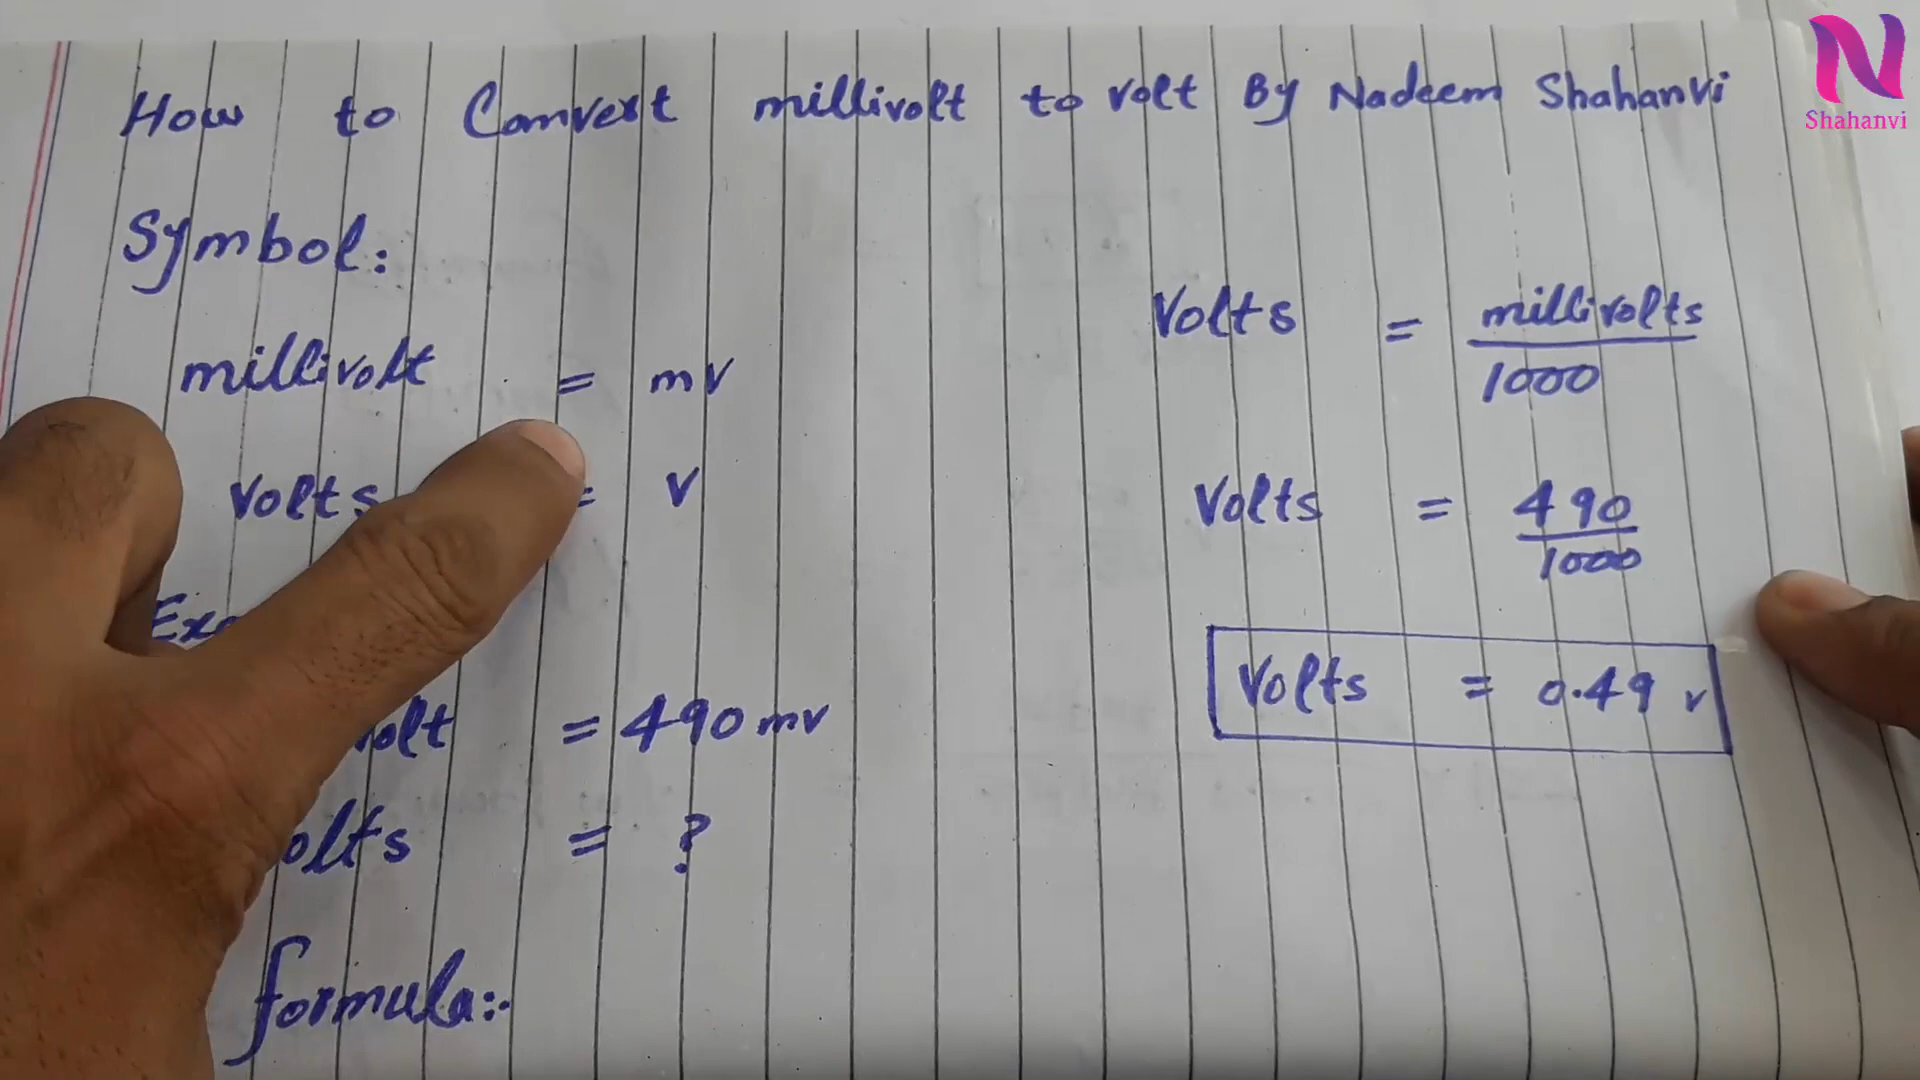 How to Convert millivolt to volt By Nadeem Shahanvi
Symbol:
millivolt = mv
Volts = v
= 490 mv
= ?
formula:-
Volts = millivolts
1000
Volts = 490
1000
Volts = 0.49 v
N
Shahanvi